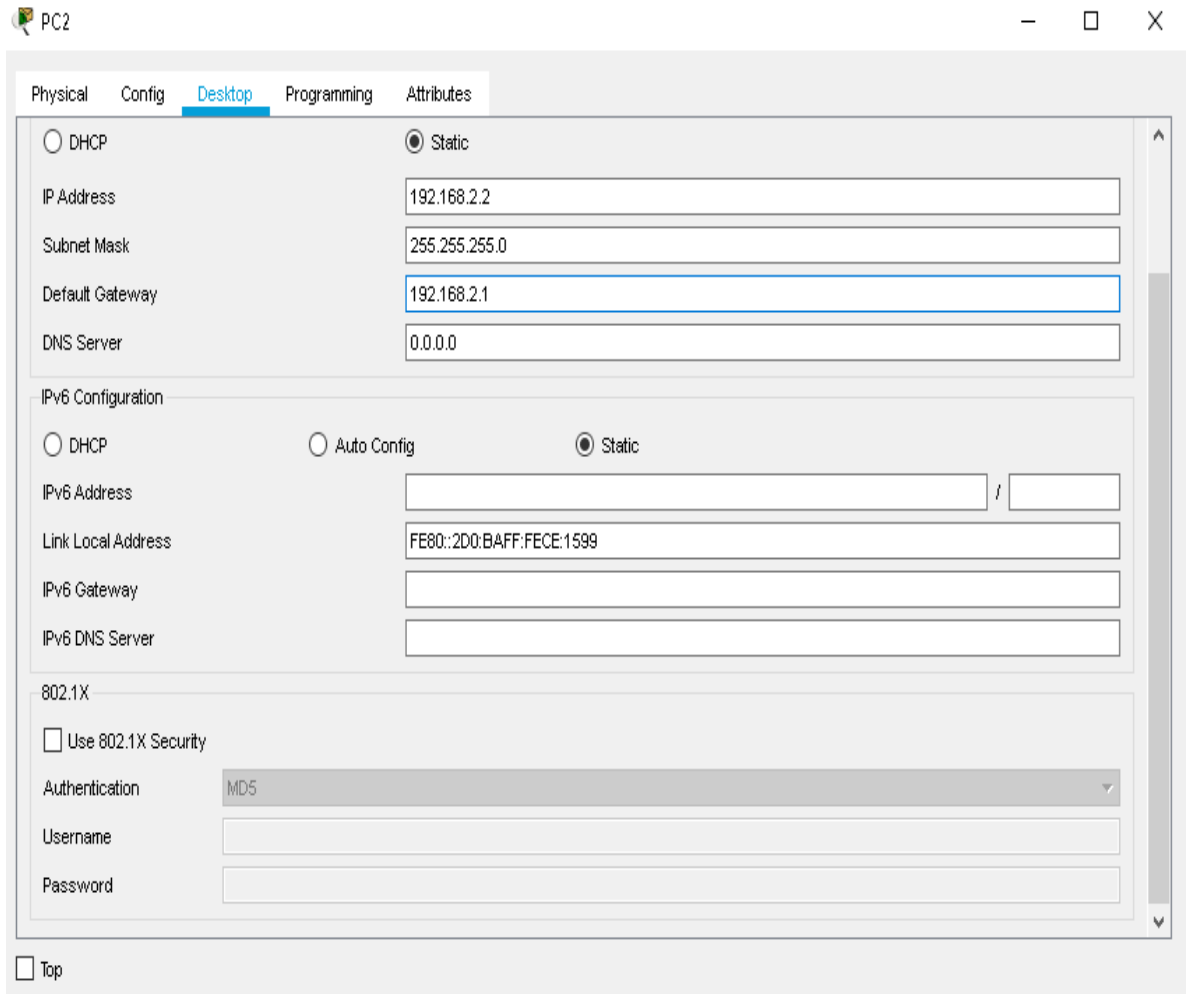 PC2
Physical Config Desktop Programming Attributes
DHCP Static
IP Address 192.168.2.2
Subnet Mask 255.255.255.0
Default Gateway 192.168.2.1
DNS Server 0.0.0.0
IPv6 Configuration
DHCP Auto Config Static
IPv6 Address /
Link Local Address FE80::2D0:BAFF:FECE:1599
IPv6 Gateway
IPv6 DNS Server
802.1X
Use 802.1X Security
Authentication MD5
Username
Password
Top